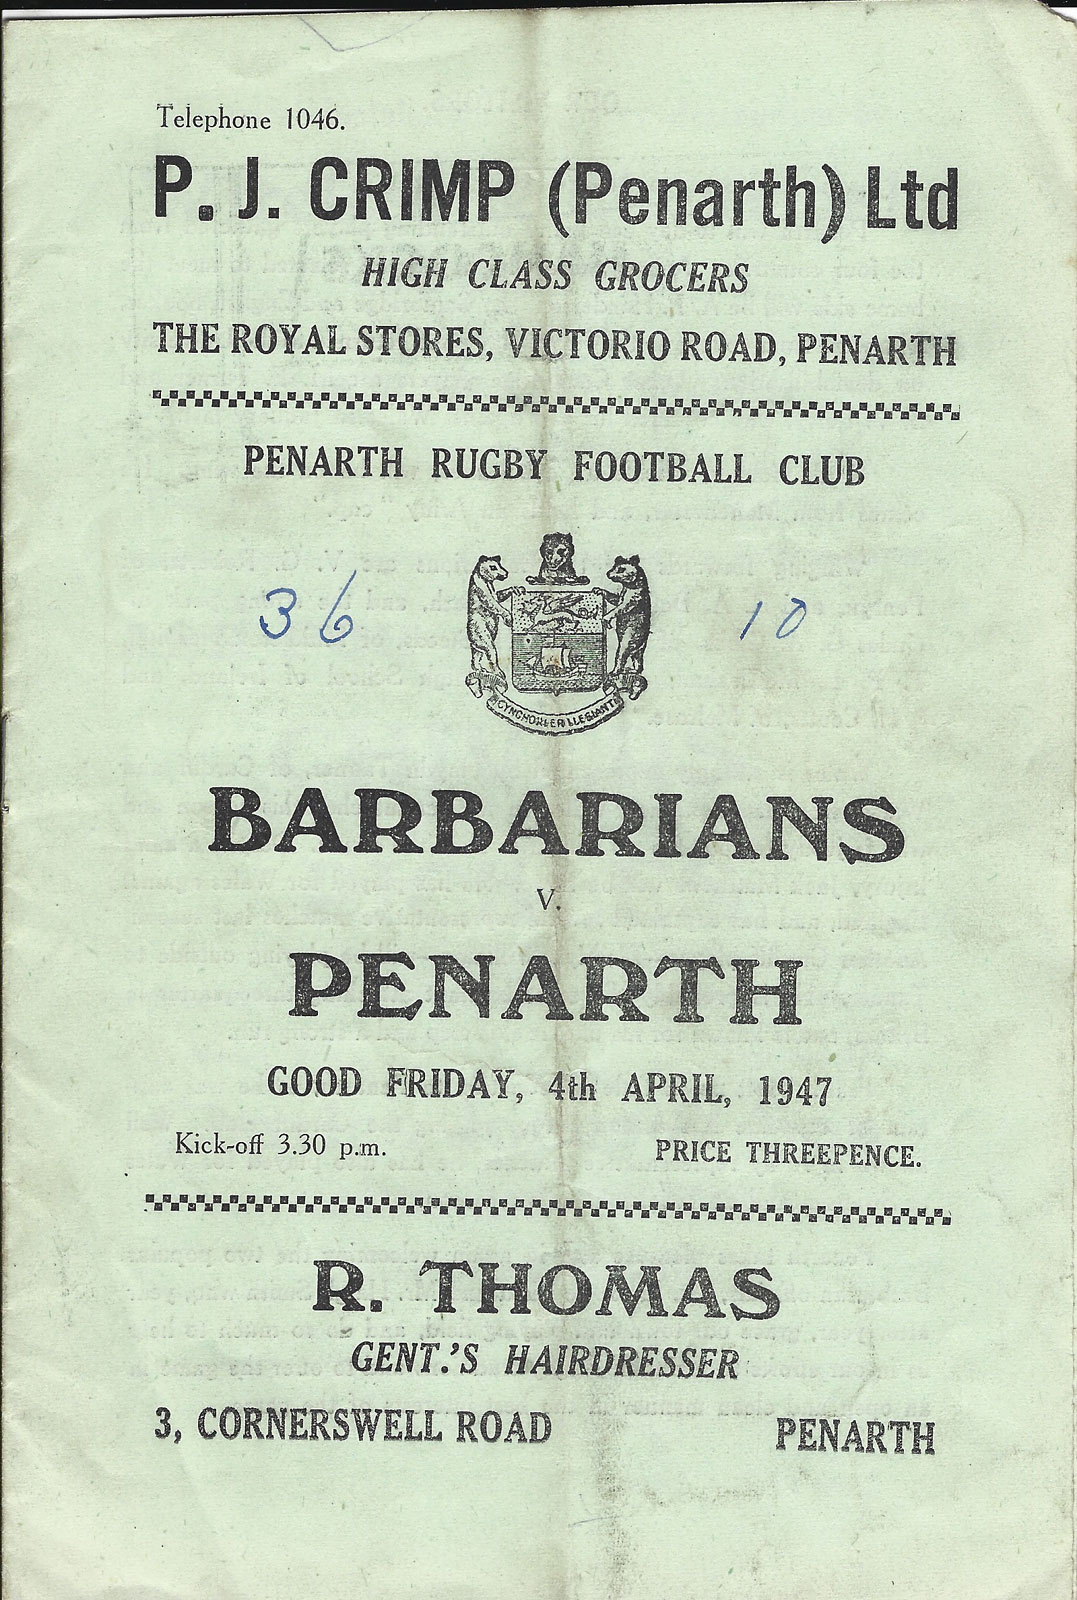 Telephone 1046.
P. J. CRIMP (Penarth) Ltd
HIGH CLASS GROCERS
THE ROYAL STORES, VICTORIO ROAD, PENARTH
PENARTH RUGBY FOOTBALL CLUB
36 10
BARBARIANS
V.
PENARTH
GOOD FRIDAY, 4th APRIL, 1947
Kick-off 3.30 p.m. PRICE THREEPENCE.
R. THOMAS
GENT.'S HAIRDRESSER
3, CORNERSWELL ROAD PENARTH